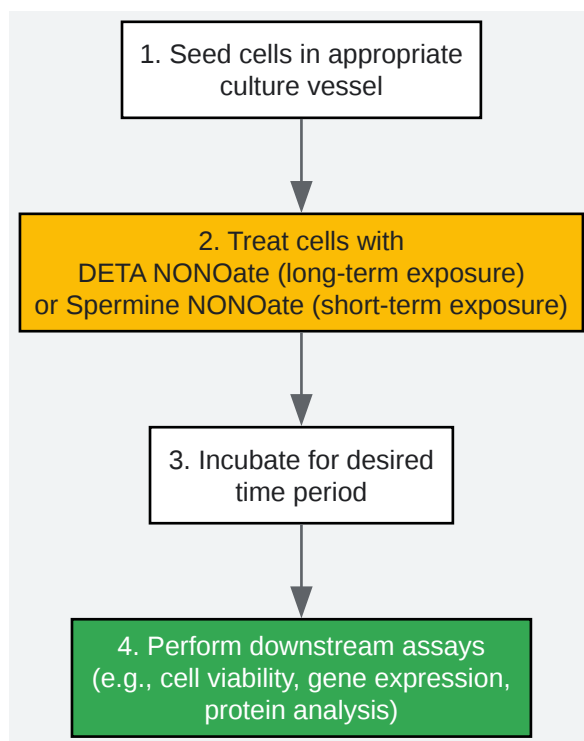 1. Seed cells in appropriate
culture vessel
2. Treat cells with
DETA NONOate (long-term exposure)
or Spermine NONOate (short-term exposure)
3. Incubate for desired
time period
4. Perform downstream assays
(e.g., cell viability, gene expression,
protein analysis)